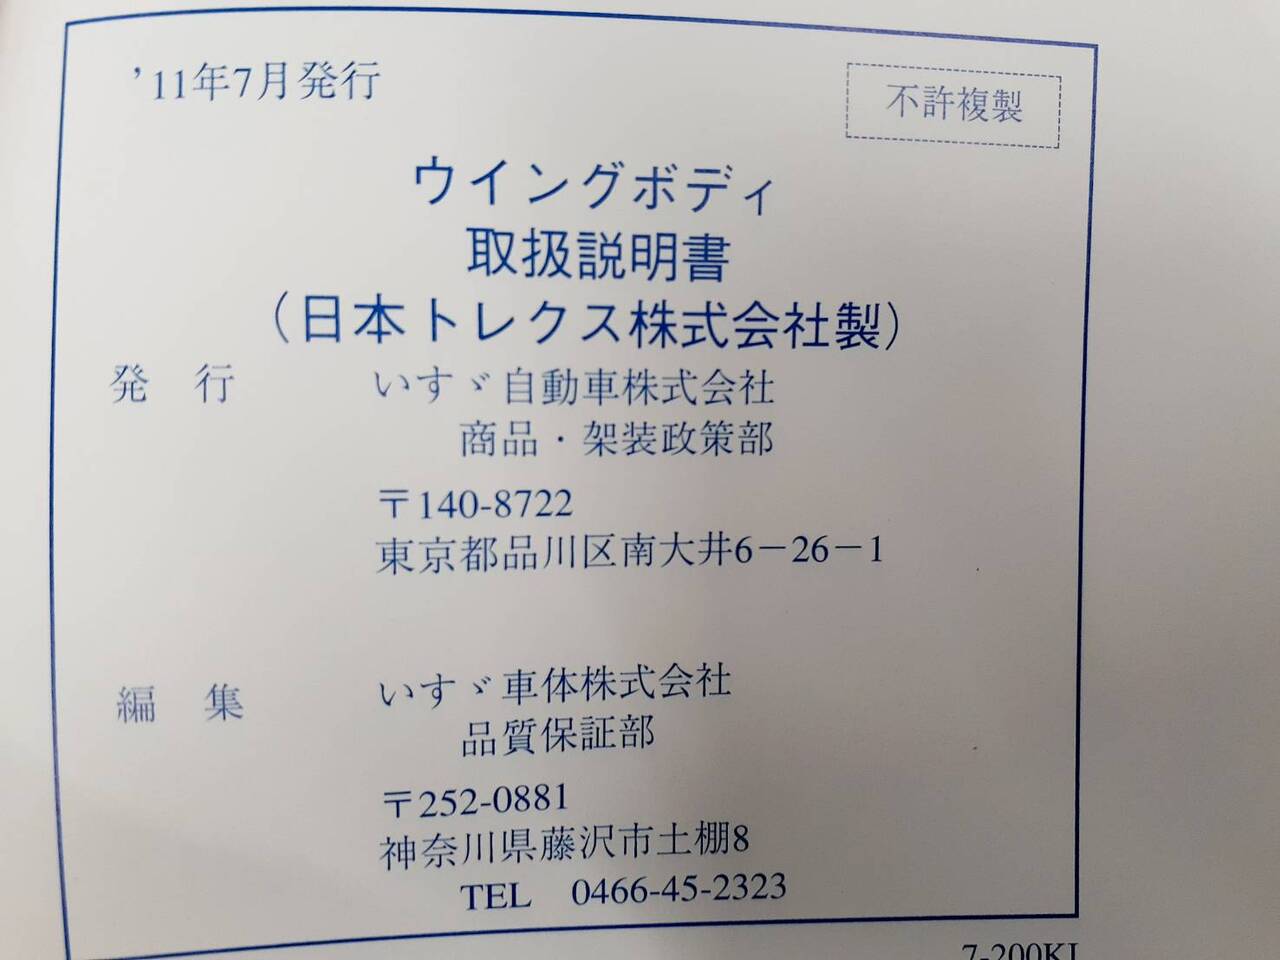 '11年7月発行
不許複製
ウイングボディ
取扱説明書
（日本トレクス株式会社製）
発 行 いすゞ自動車株式会社
商品・架装政策部
〒140-8722
東京都品川区南大井6－26－1
編 集 いすゞ車体株式会社
品質保証部
〒252-0881
神奈川県藤沢市土棚8
TEL 0466-45-2323